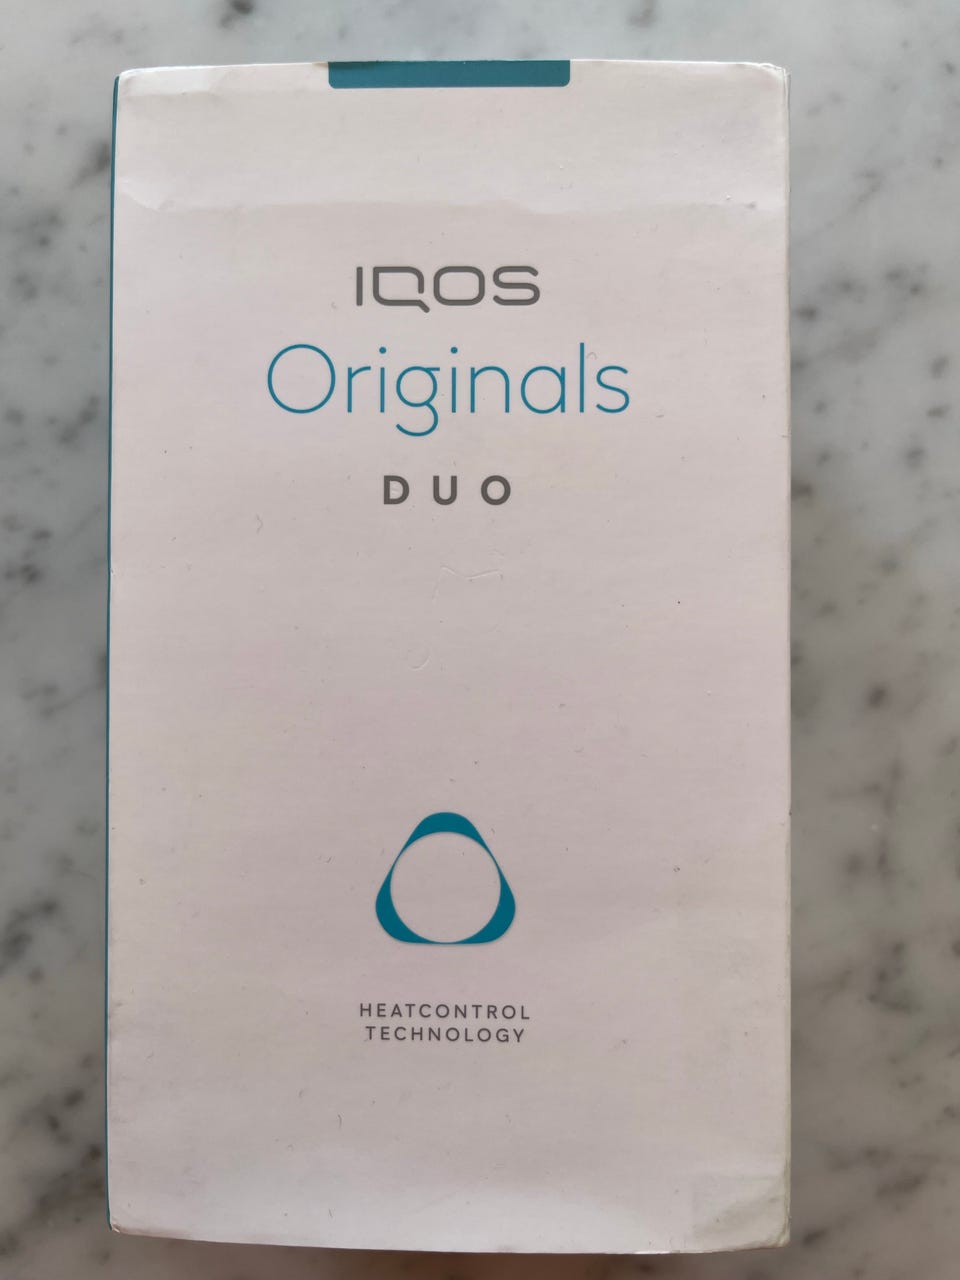 IQOS
Originals
DUO
HEATCONTROL
TECHNOLOGY